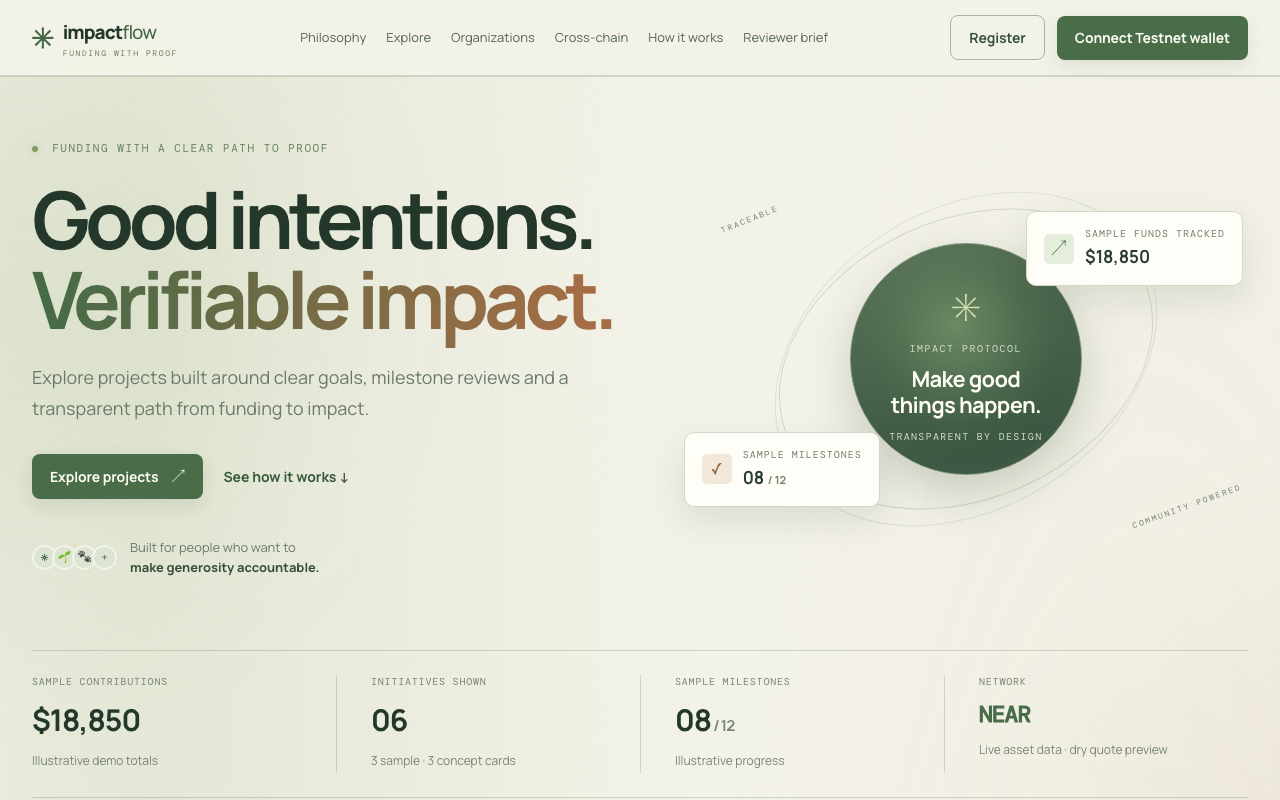 impactflow
FUNDING WITH PROOF
Philosophy
Explore
Organizations
Cross-chain
How it works
Reviewer brief
Register
Connect Testnet wallet
FUNDING WITH A CLEAR PATH TO PROOF
Good intentions.
Verifiable impact.
Explore projects built around clear goals, milestone reviews and a
transparent path from funding to impact.
Explore projects ↗
See how it works ↓
Built for people who want to
make generosity accountable.
TRACEABLE
SAMPLE FUNDS TRACKED
$18,850
IMPACT PROTOCOL
Make good
things happen.
TRANSPARENT BY DESIGN
SAMPLE MILESTONES
08 / 12
COMMUNITY POWERED
SAMPLE CONTRIBUTIONS
$18,850
Illustrative demo totals
INITIATIVES SHOWN
06
3 sample · 3 concept cards
SAMPLE MILESTONES
08 / 12
Illustrative progress
NETWORK
NEAR
Live asset data · dry quote preview